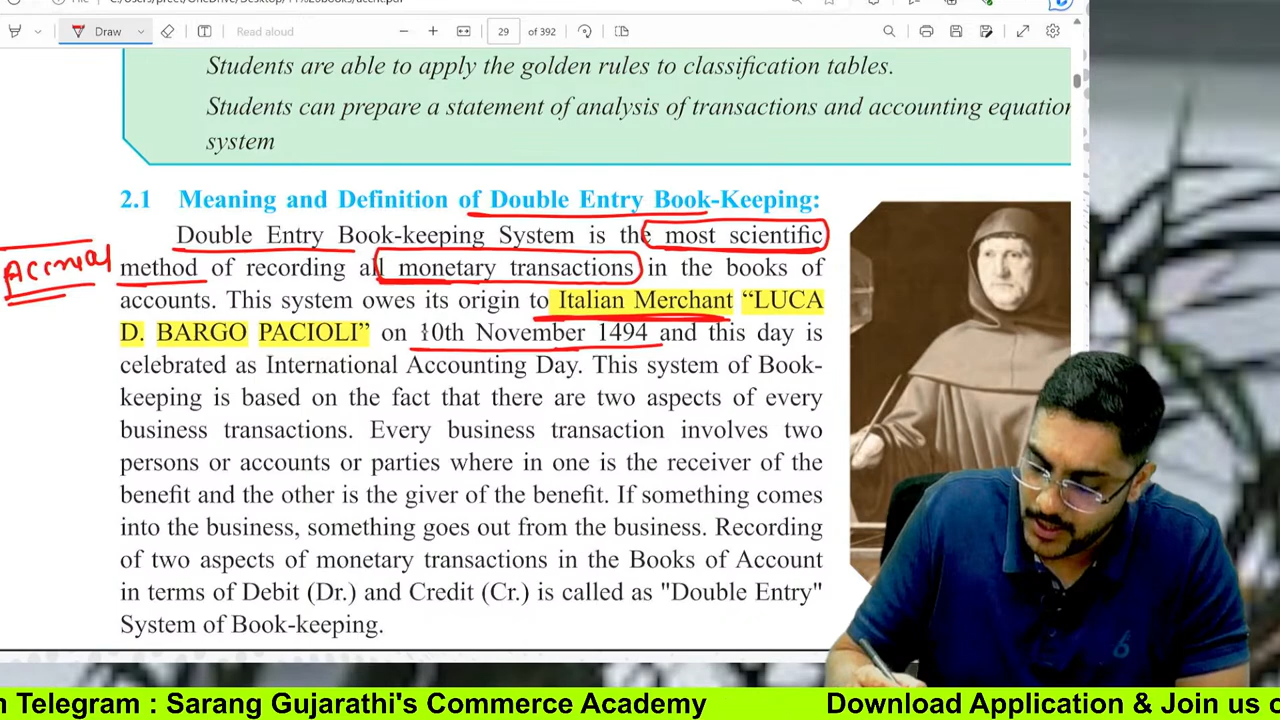 Draw
Read aloud
29 of 392
Students are able to apply the golden rules to classification tables.
Students can prepare a statement of analysis of transactions and accounting equation
system
2.1 Meaning and Definition of Double Entry Book-Keeping:
Double Entry Book-keeping System is the most scientific
Accrual
method of recording all monetary transactions in the books of
accounts. This system owes its origin to Italian Merchant “LUCA
D. BARGO PACIOLI” on 10th November 1494 and this day is
celebrated as International Accounting Day. This system of Book-
keeping is based on the fact that there are two aspects of every
business transactions. Every business transaction involves two
persons or accounts or parties where in one is the receiver of the
benefit and the other is the giver of the benefit. If something comes
into the business, something goes out from the business. Recording
of two aspects of monetary transactions in the Books of Account
in terms of Debit (Dr.) and Credit (Cr.) is called as "Double Entry"
System of Book-keeping.
n Telegram : Sarang Gujarathi's Commerce Academy
Download Application & Join us o